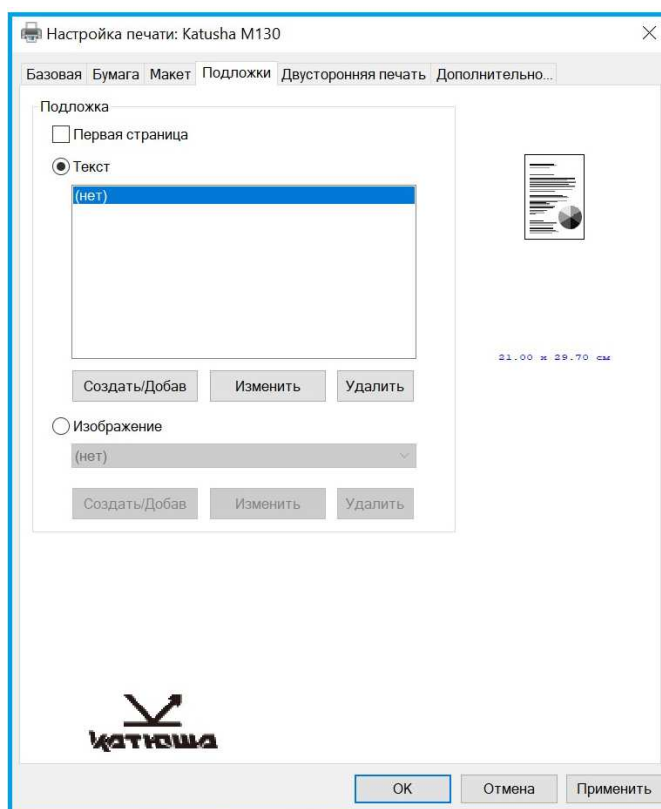 Настройка печати: Katusha M130
Базовая Бумага Макет Подложки Двусторонняя печать Дополнительно...
Подложка
Первая страница
Текст
(нет)
21.00 x 29.70 см
Создать/Добав Изменить Удалить
Изображение
(нет)
Создать/Добав Изменить Удалить
катюша
OK Отмена Применить